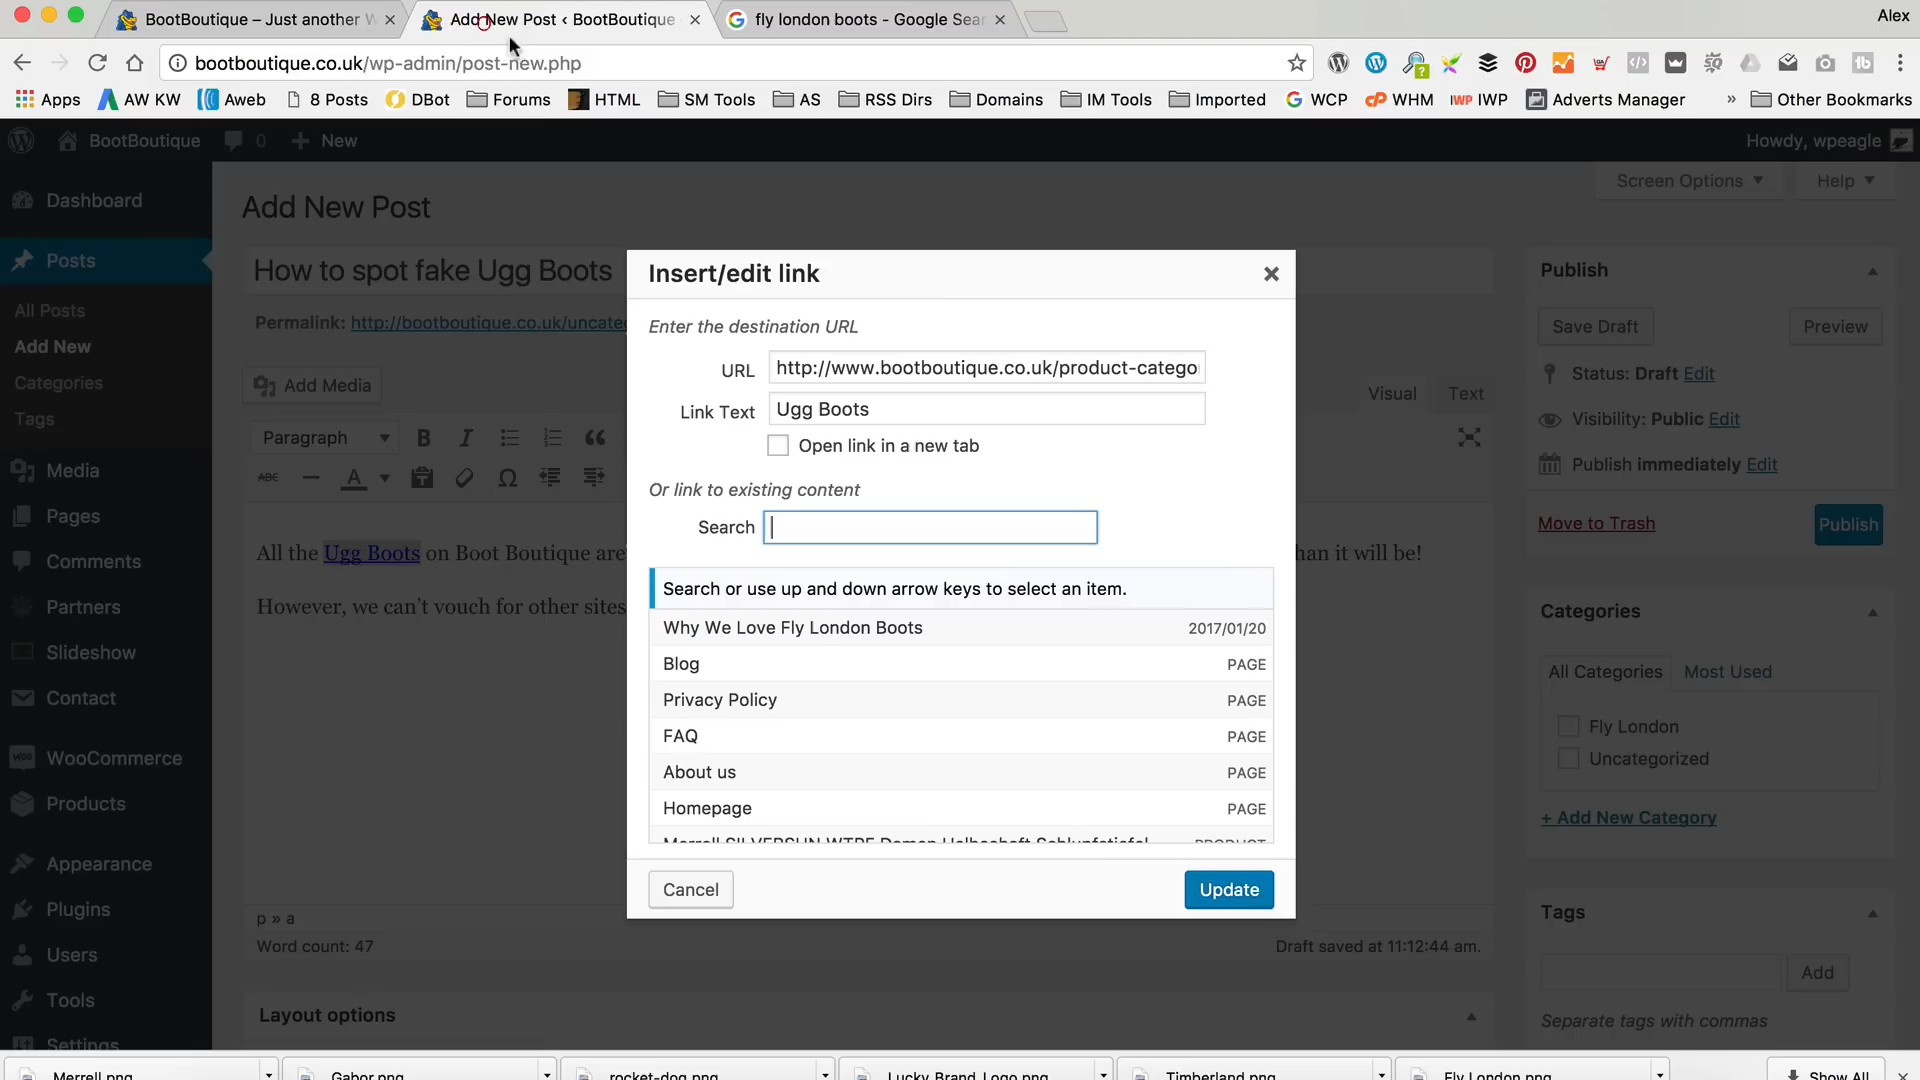 BootBoutique – Just another W
Add New Post ‹ BootBoutique
fly london boots - Google Sear
Alex
bootboutique.co.uk/wp-admin/post-new.php
Apps
AW KW
Aweb
8 Posts
DBot
Forums
HTML
SM Tools
AS
RSS Dirs
Domains
IM Tools
Imported
WCP
WHM
IWP
Adverts Manager
»
Other Bookmarks
BootBoutique
0
New
Howdy, wpeagle
Dashboard
Posts
All Posts
Add New
Categories
Tags
Media
Pages
Comments
Partners
Slideshow
Contact
WooCommerce
Products
Appearance
Plugins
Users
Tools
Settings
Add New Post
Screen Options
Help
How to spot fake Ugg Boots
Permalink: http://bootboutique.co.uk/uncateg
Add Media
Visual
Text
Paragraph
B
I
ABC
A
All the Ugg Boots on Boot Boutique are
han it will be!
However, we can’t vouch for other sites
p » a
Word count: 47
Draft saved at 11:12:44 am.
Layout options
Insert/edit link
Enter the destination URL
URL
http://www.bootboutique.co.uk/product-catego
Link Text
Ugg Boots
Open link in a new tab
Or link to existing content
Search
Search or use up and down arrow keys to select an item.
Why We Love Fly London Boots
2017/01/20
Blog
PAGE
Privacy Policy
PAGE
FAQ
PAGE
About us
PAGE
Homepage
PAGE
Merrell SILVERSUN WTPF Damen Halbschaft Schlupfstiefel
PRODUCT
Cancel
Update
Publish
Save Draft
Preview
Status: Draft Edit
Visibility: Public Edit
Publish immediately Edit
Move to Trash
Publish
Categories
All Categories
Most Used
Fly London
Uncategorized
+ Add New Category
Tags
Add
Separate tags with commas
Merrell.png
Gabor.png
rocket-dog.png
Lucky_Brand_Logo.png
Timberland.png
Fly London.png
Show All